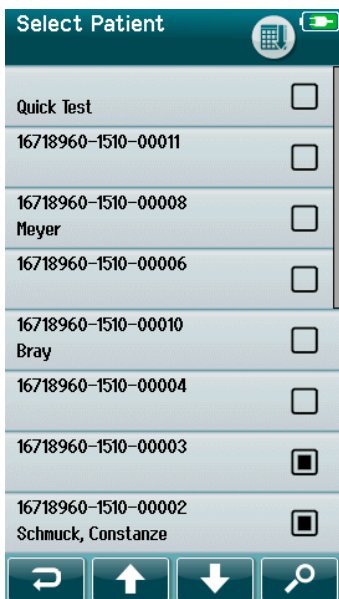 Select Patient
Quick Test
16718960-1510-00011
16718960-1510-00008
Meyer
16718960-1510-00006
16718960-1510-00010
Bray
16718960-1510-00004
16718960-1510-00003
16718960-1510-00002
Schmuck, Constanze